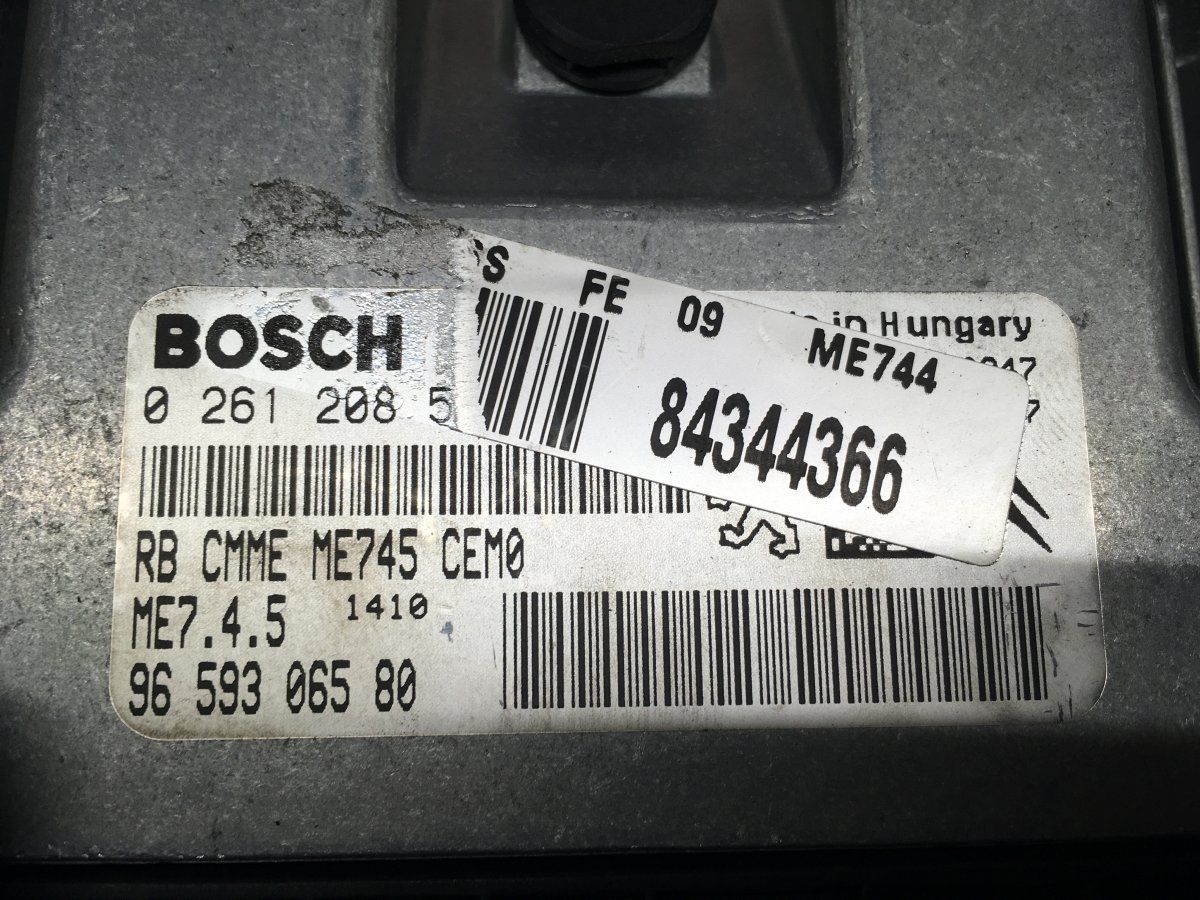 SS FE 09 ME744
84344366
BOSCH in Hungary
0 261 208 5
RB CMME ME745 CEM0
ME7.4.5 1410
96 593 065 80